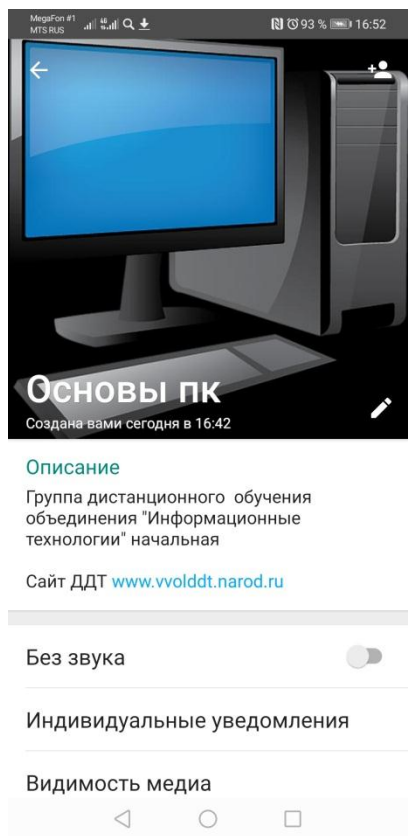 MegaFon #1
MTS RUS
46
93 % 16:52
Основы пк
Создана вами сегодня в 16:42
Описание
Группа дистанционного обучения
объединения "Информационные
технологии" начальная
Сайт ДДТ www.vvolddt.narod.ru
Без звука
Индивидуальные уведомления
Видимость медиа